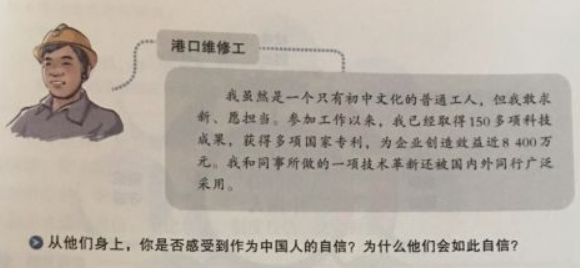 港口维修工
我虽然是一个只有初中文化的普通工人，但我敢求
新、愿担当。参加工作以来，我已经取得150多项科技
成果，获得多项国家专利，为企业创造效益近8 400万
元。我和同事所做的一项技术革新还被国内外同行广泛
采用。
从他们身上，你是否感受到作为中国人的自信？为什么他们会如此自信？